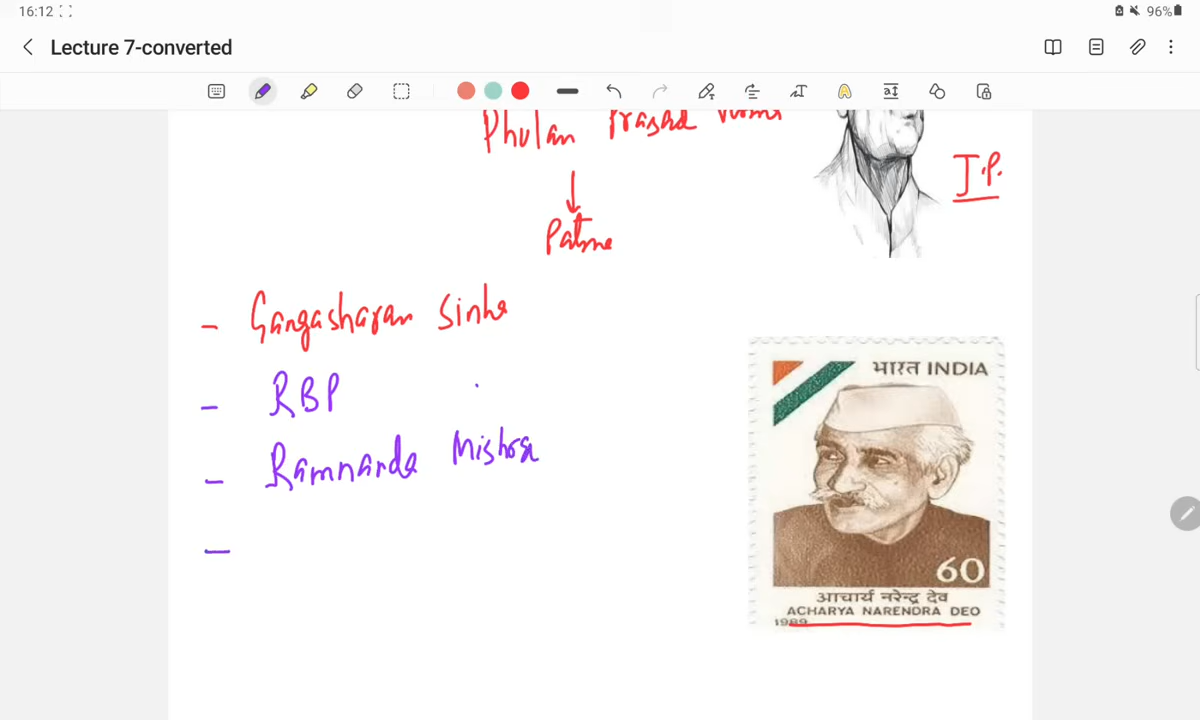 16:12
96%
Lecture 7-converted
Phulan Prasad Verma
J.P.
Patna
- Gangasharan Sinha
- RBP
- Ramnanda Mishra
-
भारत INDIA
60
आचार्य नरेन्द्र देव
ACHARYA NARENDRA DEO
1989